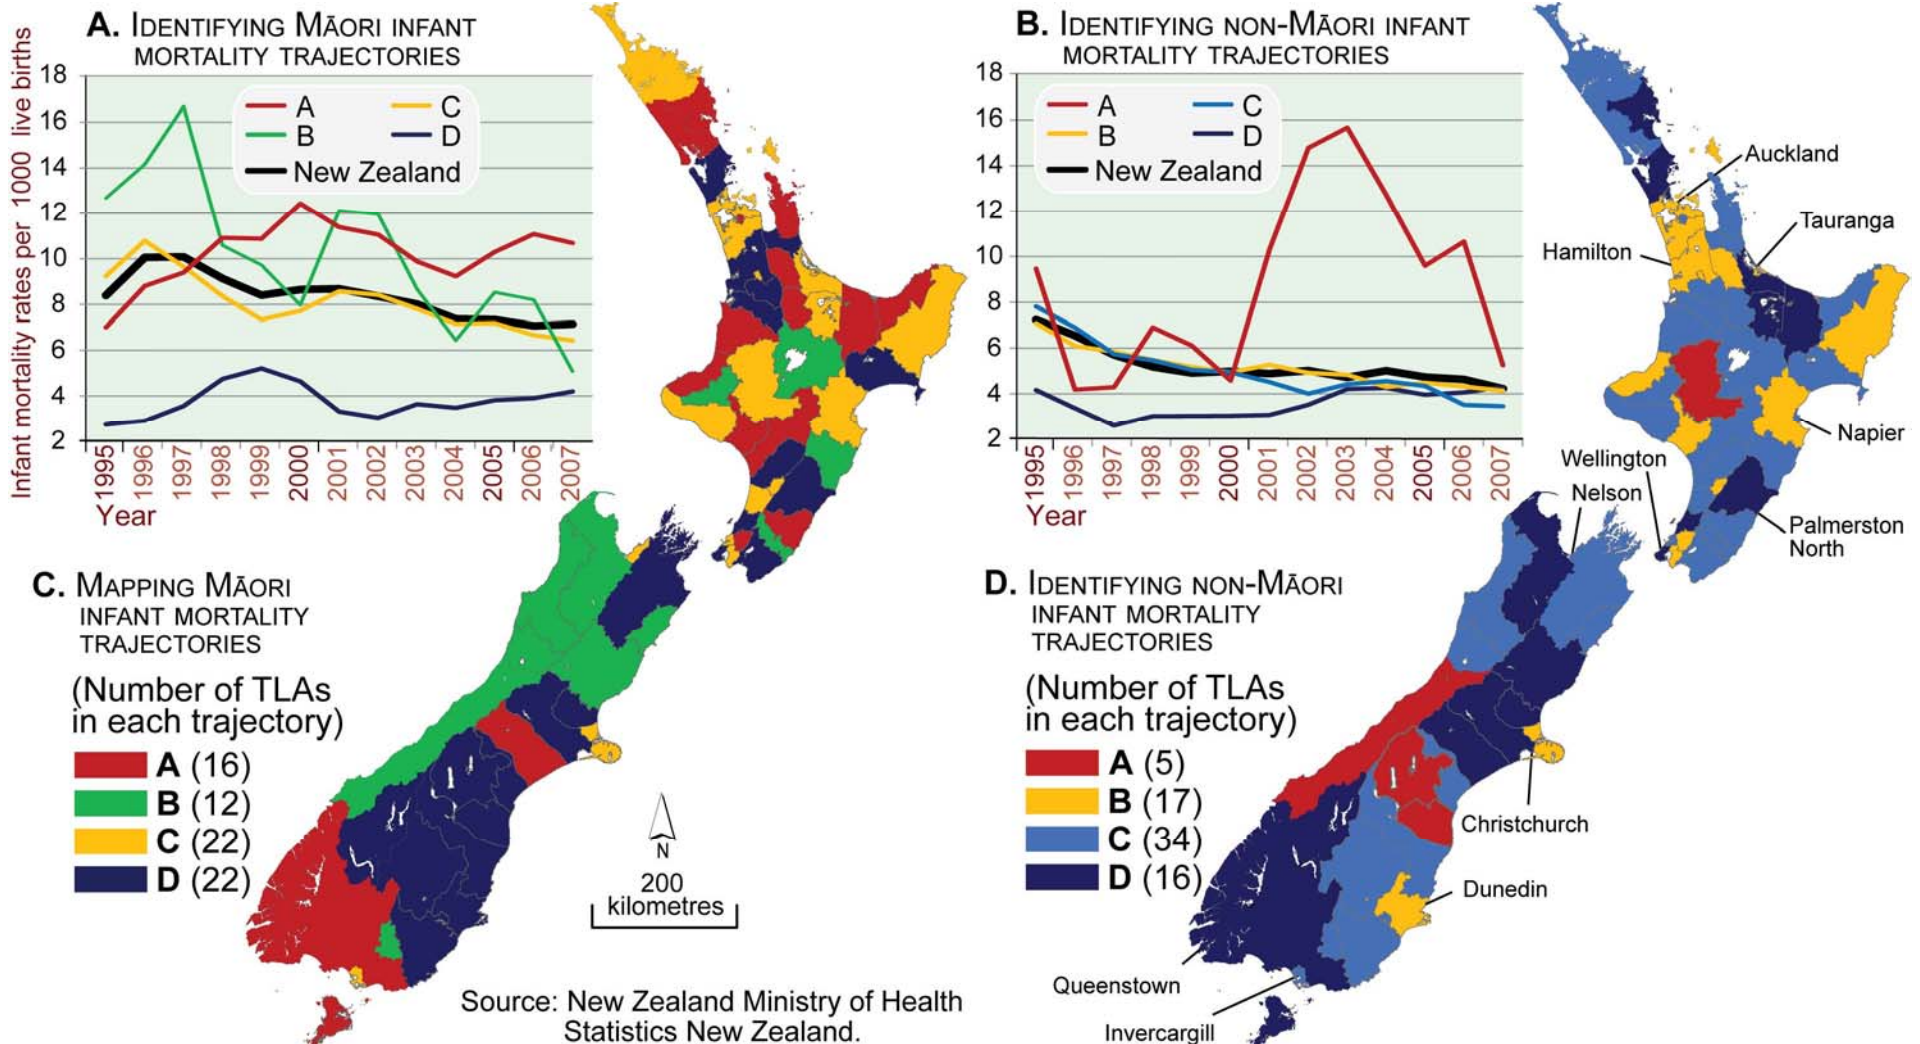 A. IDENTIFYING MĀORI INFANT
MORTALITY TRAJECTORIES
Infant mortality rates per 1000 live births
18
16
14
12
10
8
6
4
2
A
C
B
D
New Zealand
1995
1996
1997
1998
1999
2000
2001
2002
2003
2004
2005
2006
2007
Year
B. IDENTIFYING NON-MĀORI INFANT
MORTALITY TRAJECTORIES
18
16
14
12
10
8
6
4
2
A
C
B
D
New Zealand
1995
1996
1997
1998
1999
2000
2001
2002
2003
2004
2005
2006
2007
Year
Auckland
Tauranga
Hamilton
Napier
Wellington
Nelson
Palmerston
North
C. MAPPING MĀORI
INFANT MORTALITY
TRAJECTORIES
(Number of TLAs
in each trajectory)
A (16)
B (12)
C (22)
D (22)
N
200
kilometres
Source: New Zealand Ministry of Health
Statistics New Zealand.
D. IDENTIFYING NON-MĀORI
INFANT MORTALITY
TRAJECTORIES
(Number of TLAs
in each trajectory)
A (5)
B (17)
C (34)
D (16)
Christchurch
Dunedin
Queenstown
Invercargill